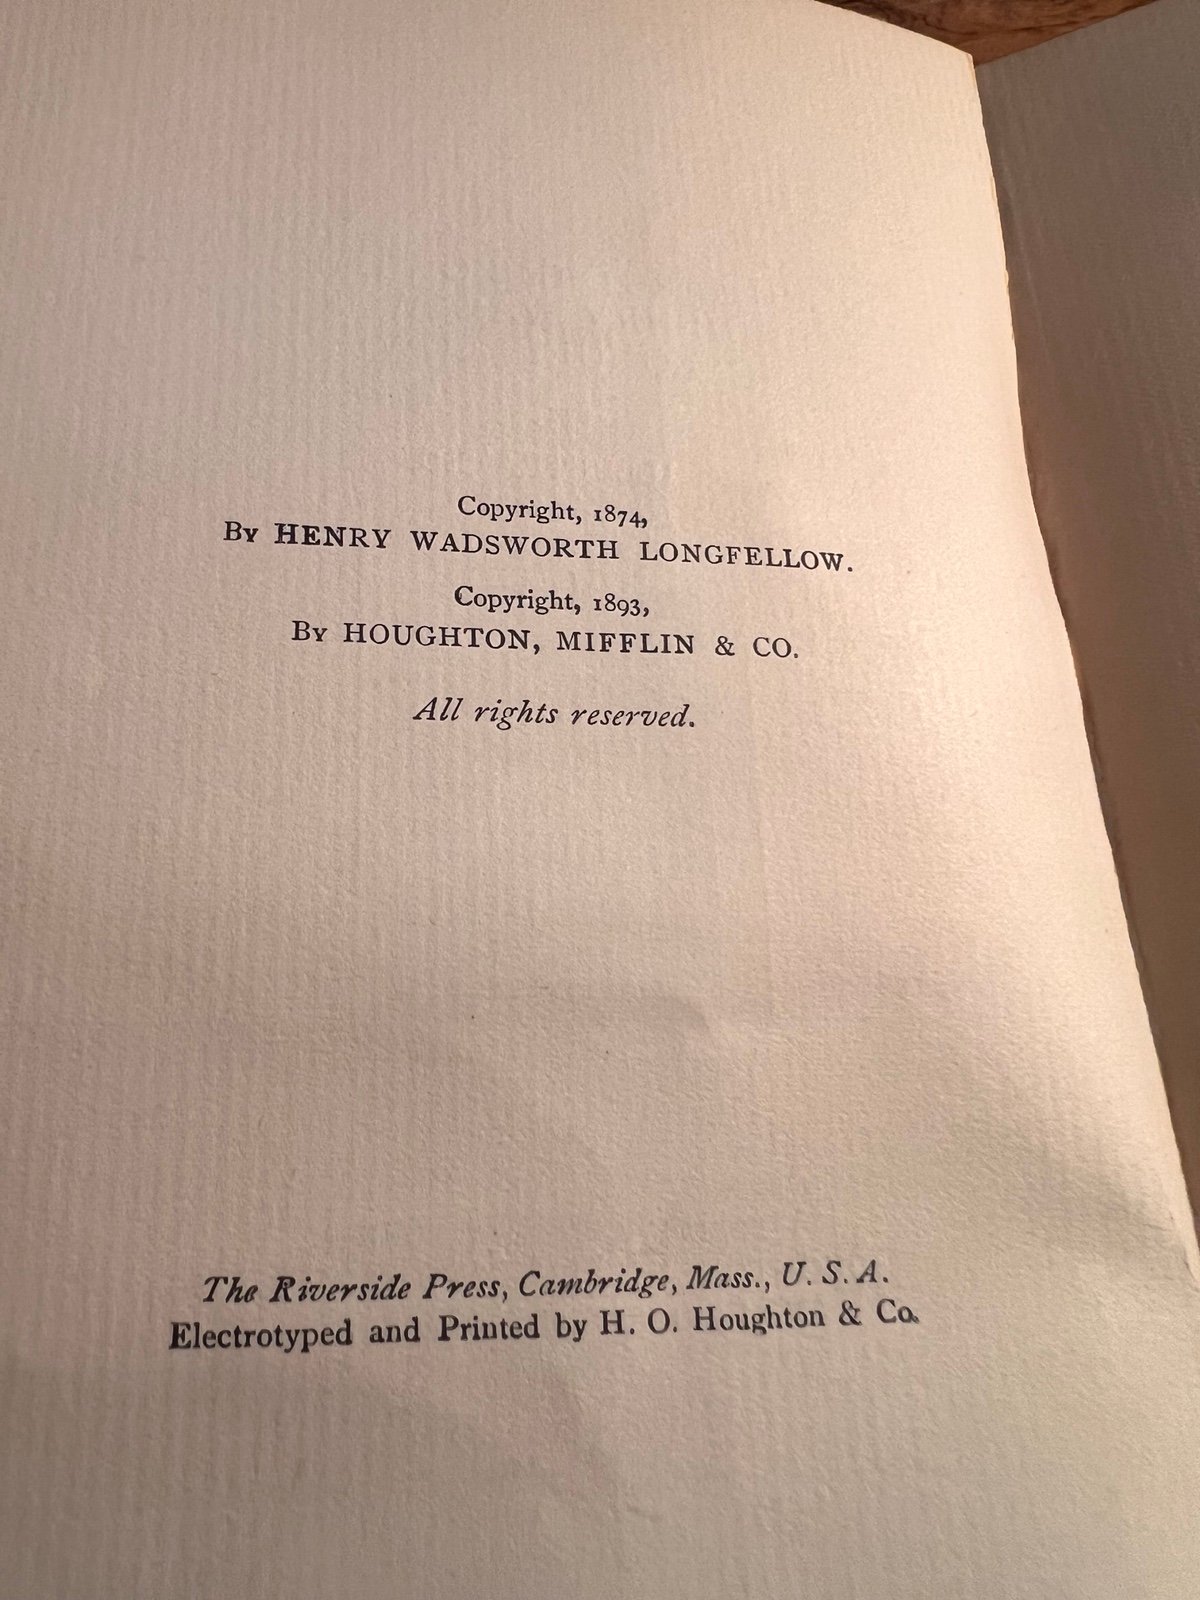 Copyright, 1874,
By HENRY WADSWORTH LONGFELLOW.
Copyright, 1893,
By HOUGHTON, MIFFLIN & CO.
All rights reserved.
The Riverside Press, Cambridge, Mass., U. S. A.
Electrotyped and Printed by H. O. Houghton & Co.